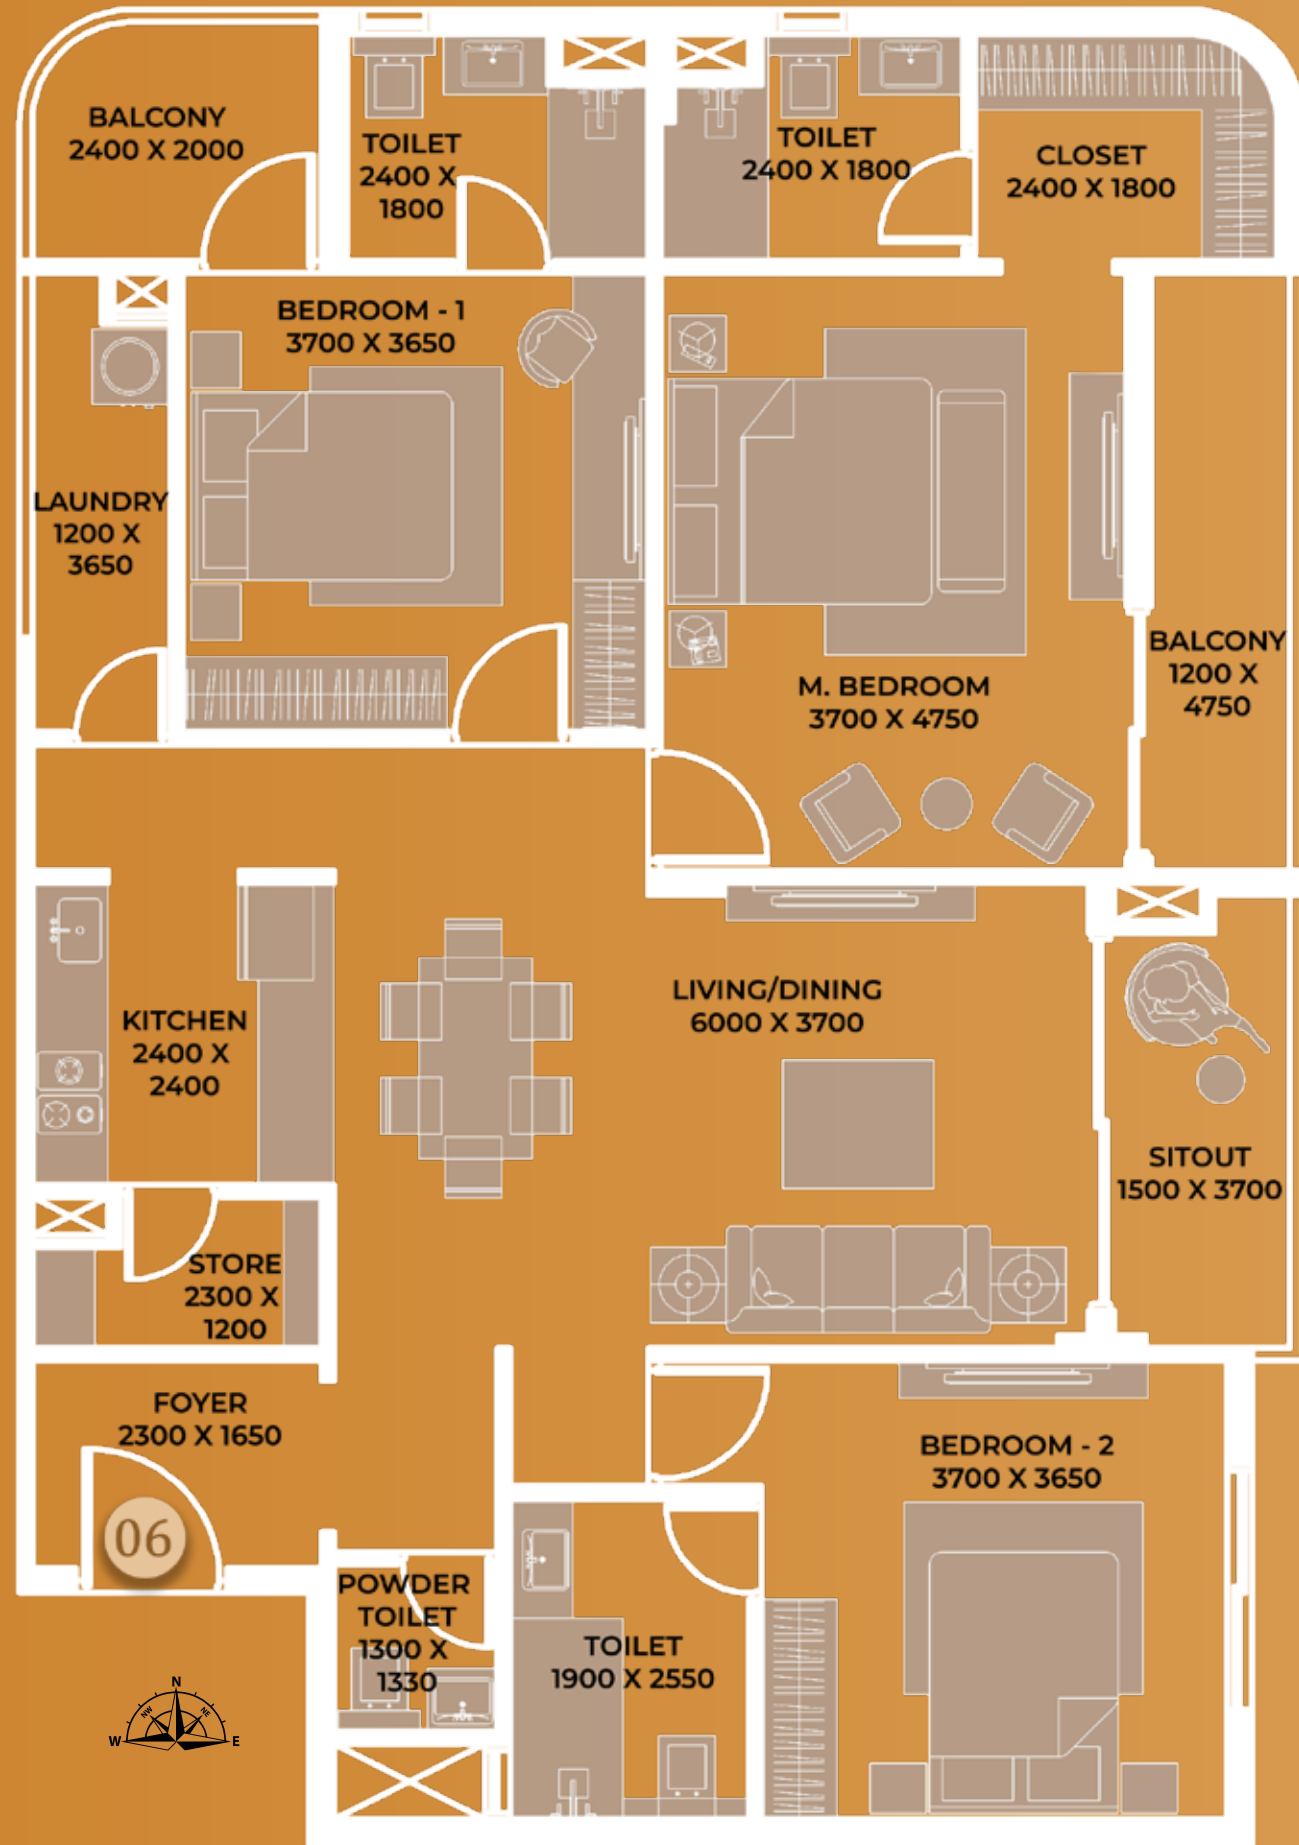 BALCONY
2400 X 2000
TOILET
2400 X
1800
TOILET
2400 X 1800
CLOSET
2400 X 1800
BEDROOM - 1
3700 X 3650
LAUNDRY
1200 X
3650
M. BEDROOM
3700 X 4750
BALCONY
1200 X
4750
KITCHEN
2400 X
2400
LIVING/DINING
6000 X 3700
SITOUT
1500 X 3700
STORE
2300 X
1200
FOYER
2300 X 1650
06
BEDROOM - 2
3700 X 3650
POWDER
TOILET
1300 X
1330
TOILET
1900 X 2550
N
NW
NE
W
E